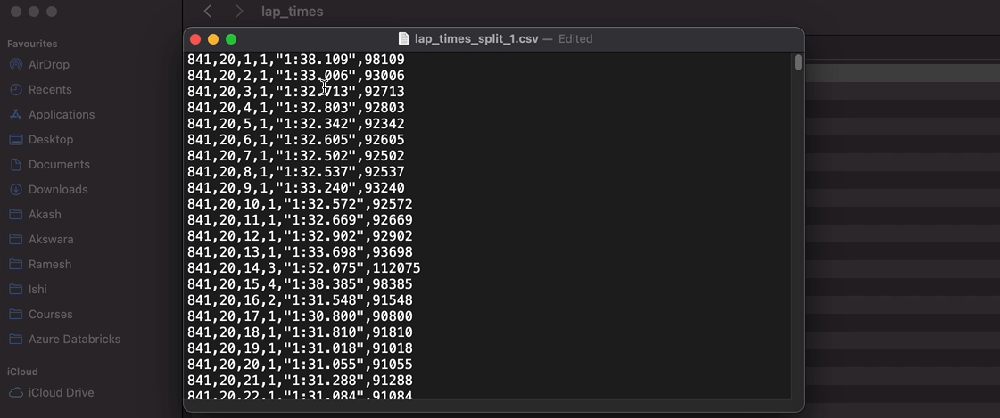 lap_times
Favourites
AirDrop
Recents
Applications
Desktop
Documents
Downloads
Akash
Akswara
Ramesh
Ishi
Courses
Azure Databricks
iCloud
iCloud Drive
lap_times_split_1.csv — Edited
841,20,1,1,"1:38.109",98109
841,20,2,1,"1:33.006",93006
841,20,3,1,"1:32.713",92713
841,20,4,1,"1:32.803",92803
841,20,5,1,"1:32.342",92342
841,20,6,1,"1:32.605",92605
841,20,7,1,"1:32.502",92502
841,20,8,1,"1:32.537",92537
841,20,9,1,"1:33.240",93240
841,20,10,1,"1:32.572",92572
841,20,11,1,"1:32.669",92669
841,20,12,1,"1:32.902",92902
841,20,13,1,"1:33.698",93698
841,20,14,3,"1:52.075",112075
841,20,15,4,"1:38.385",98385
841,20,16,2,"1:31.548",91548
841,20,17,1,"1:30.800",90800
841,20,18,1,"1:31.810",91810
841,20,19,1,"1:31.018",91018
841,20,20,1,"1:31.055",91055
841,20,21,1,"1:31.288",91288
841,20,22,1,"1:31.084",91084